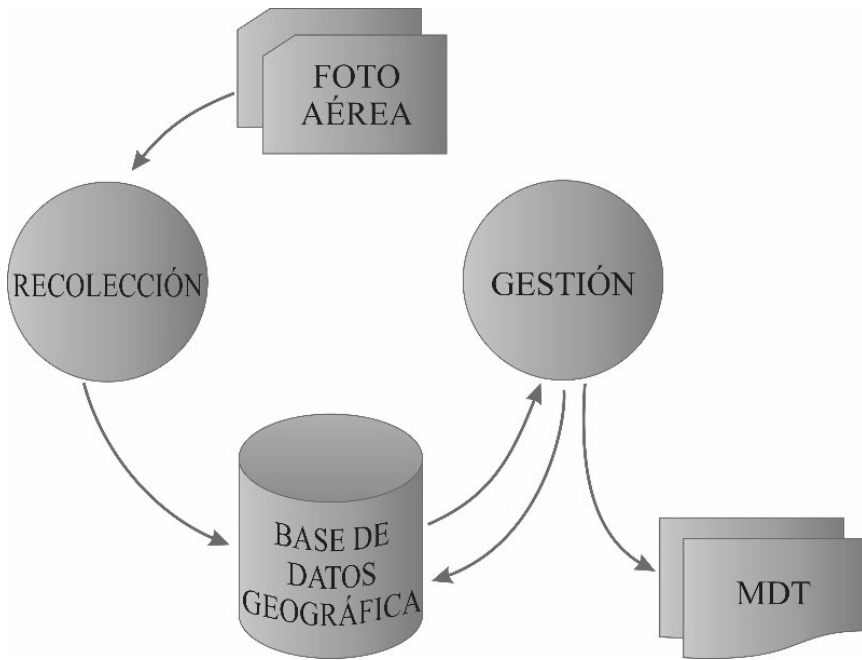 FOTO
AÉREA
RECOLECCIÓN
GESTIÓN
BASE DE
DATOS
GEOGRÁFICA
MDT